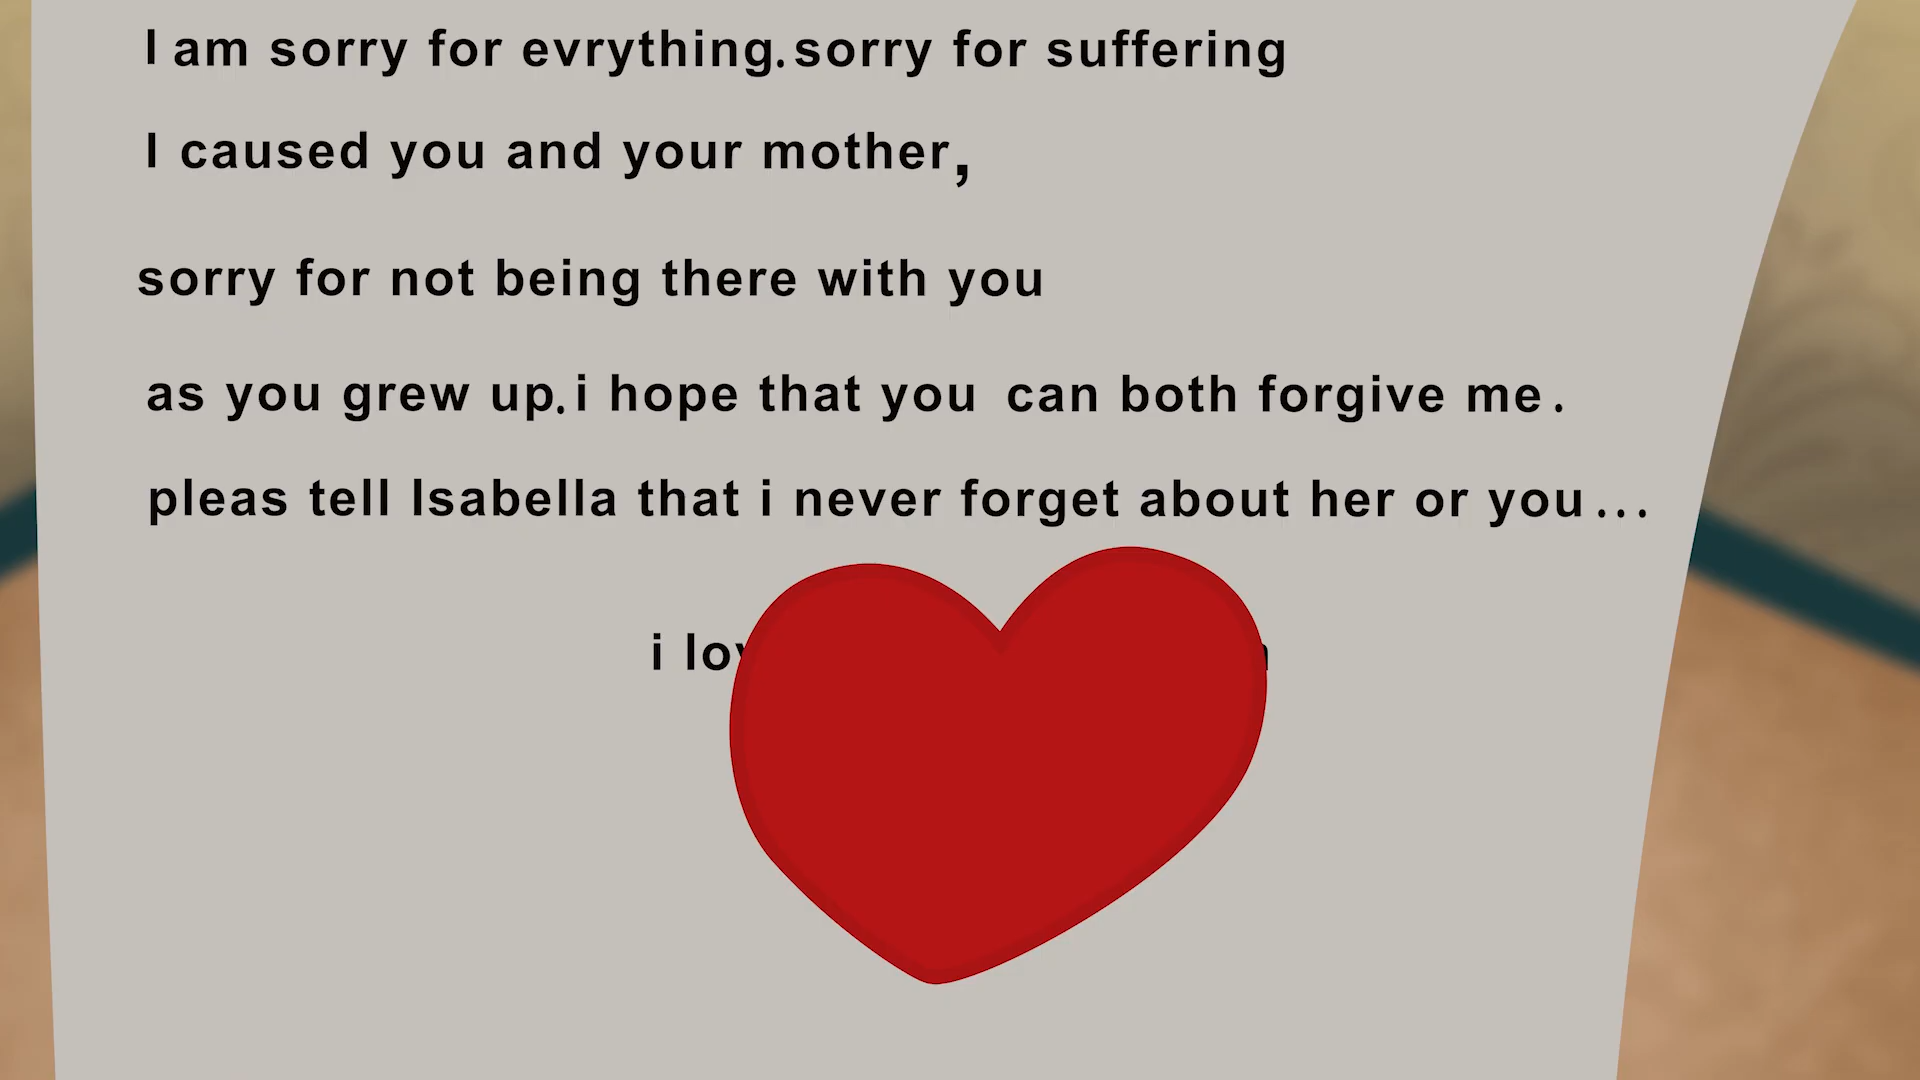 I am sorry for evrything.sorry for suffering
I caused you and your mother,
sorry for not being there with you
as you grew up.i hope that you can both forgive me.
pleas tell Isabella that i never forget about her or you...
i